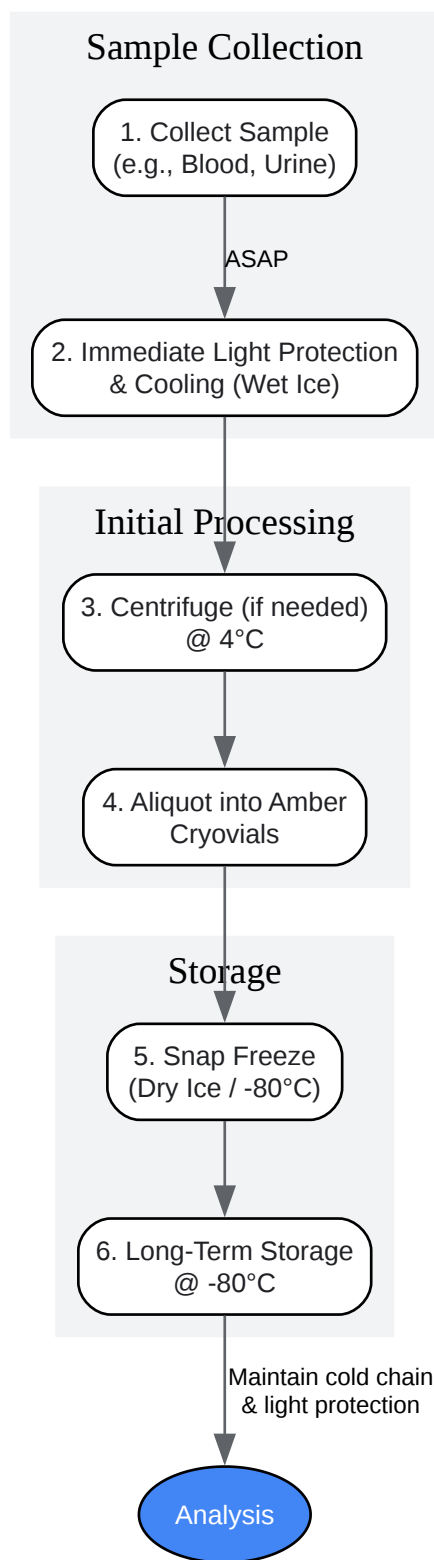 Sample Collection
1. Collect Sample
(e.g., Blood, Urine)
ASAP
2. Immediate Light Protection
& Cooling (Wet Ice)
Initial Processing
3. Centrifuge (if needed)
@ 4°C
4. Aliquot into Amber
Cryovials
Storage
5. Snap Freeze
(Dry Ice / -80°C)
6. Long-Term Storage
@ -80°C
Maintain cold chain
& light protection
Analysis